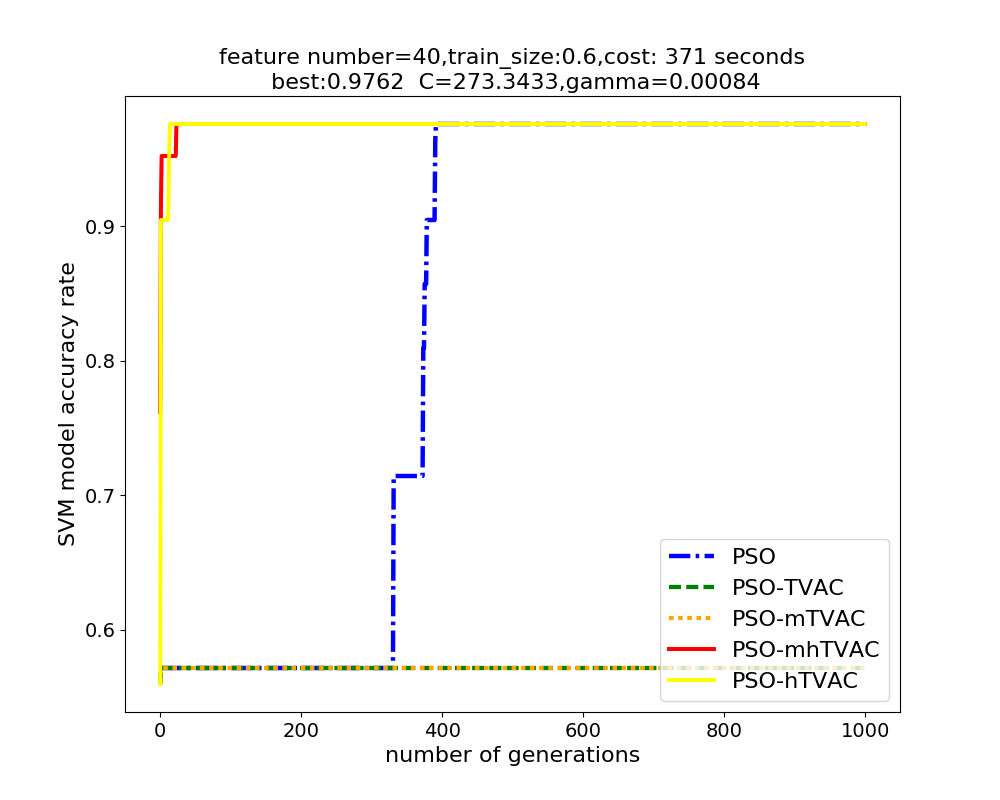 feature number=40,train_size:0.6,cost: 371 seconds
best:0.9762  C=273.3433,gamma=0.00084
SVM model accuracy rate
0.9
0.8
0.7
0.6
PSO
PSO-TVAC
PSO-mTVAC
PSO-mhTVAC
PSO-hTVAC
0 200 400 600 800 1000
number of generations